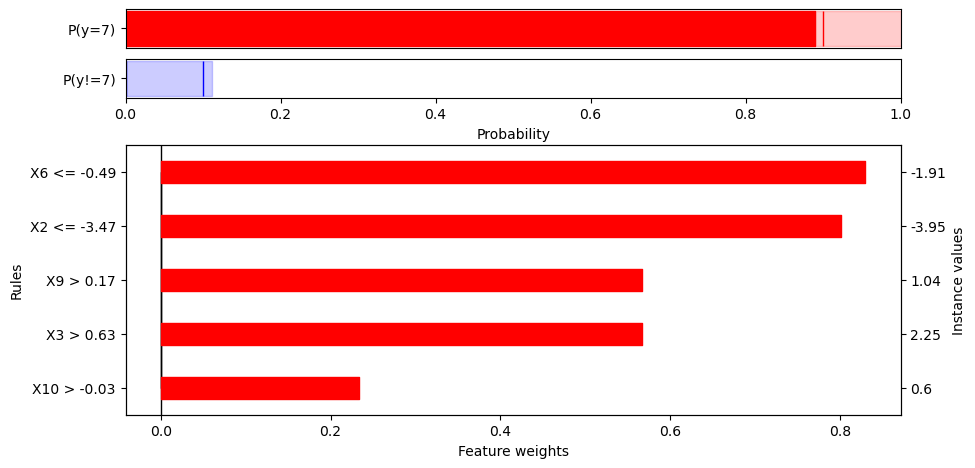 P(y=7)
P(y!=7)
0.0 0.2 0.4 0.6 0.8 1.0
Probability
X6 <= -0.49 -1.91
X2 <= -3.47 -3.95
X9 > 0.17 1.04
X3 > 0.63 2.25
X10 > -0.03 0.6
Rules
Instance values
0.0 0.2 0.4 0.6 0.8
Feature weights